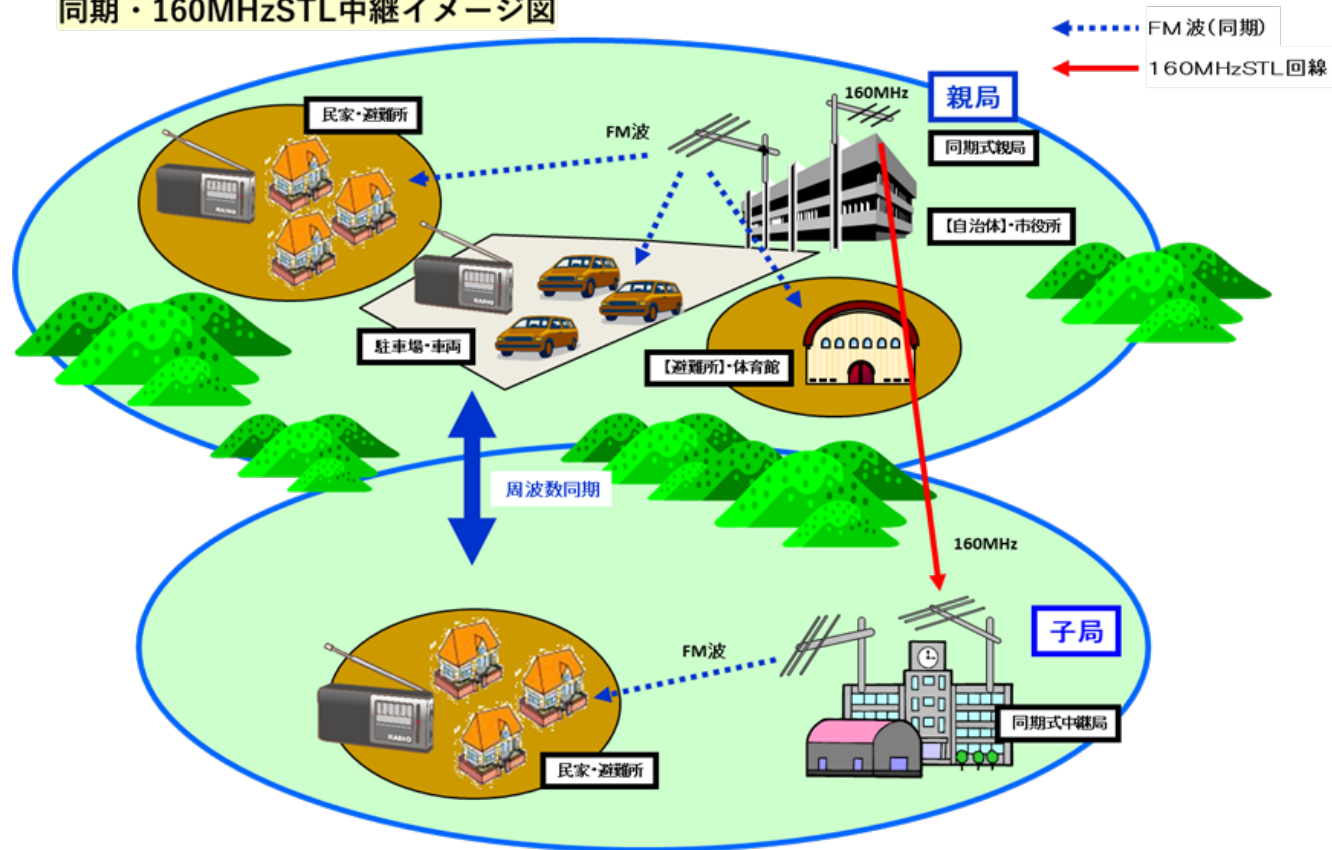 同期・160MHzSTL中継イメージ図
FM波(同期)
160MHzSTL回線
民家・避難所
FM波
160MHz
親局
同期式親局
【自治体】・市役所
RADIO
RADIO
駐車場・車両
【避難所】・体育館
周波数同期
160MHz
子局
FM波
同期式中継局
RADIO
民家・避難所